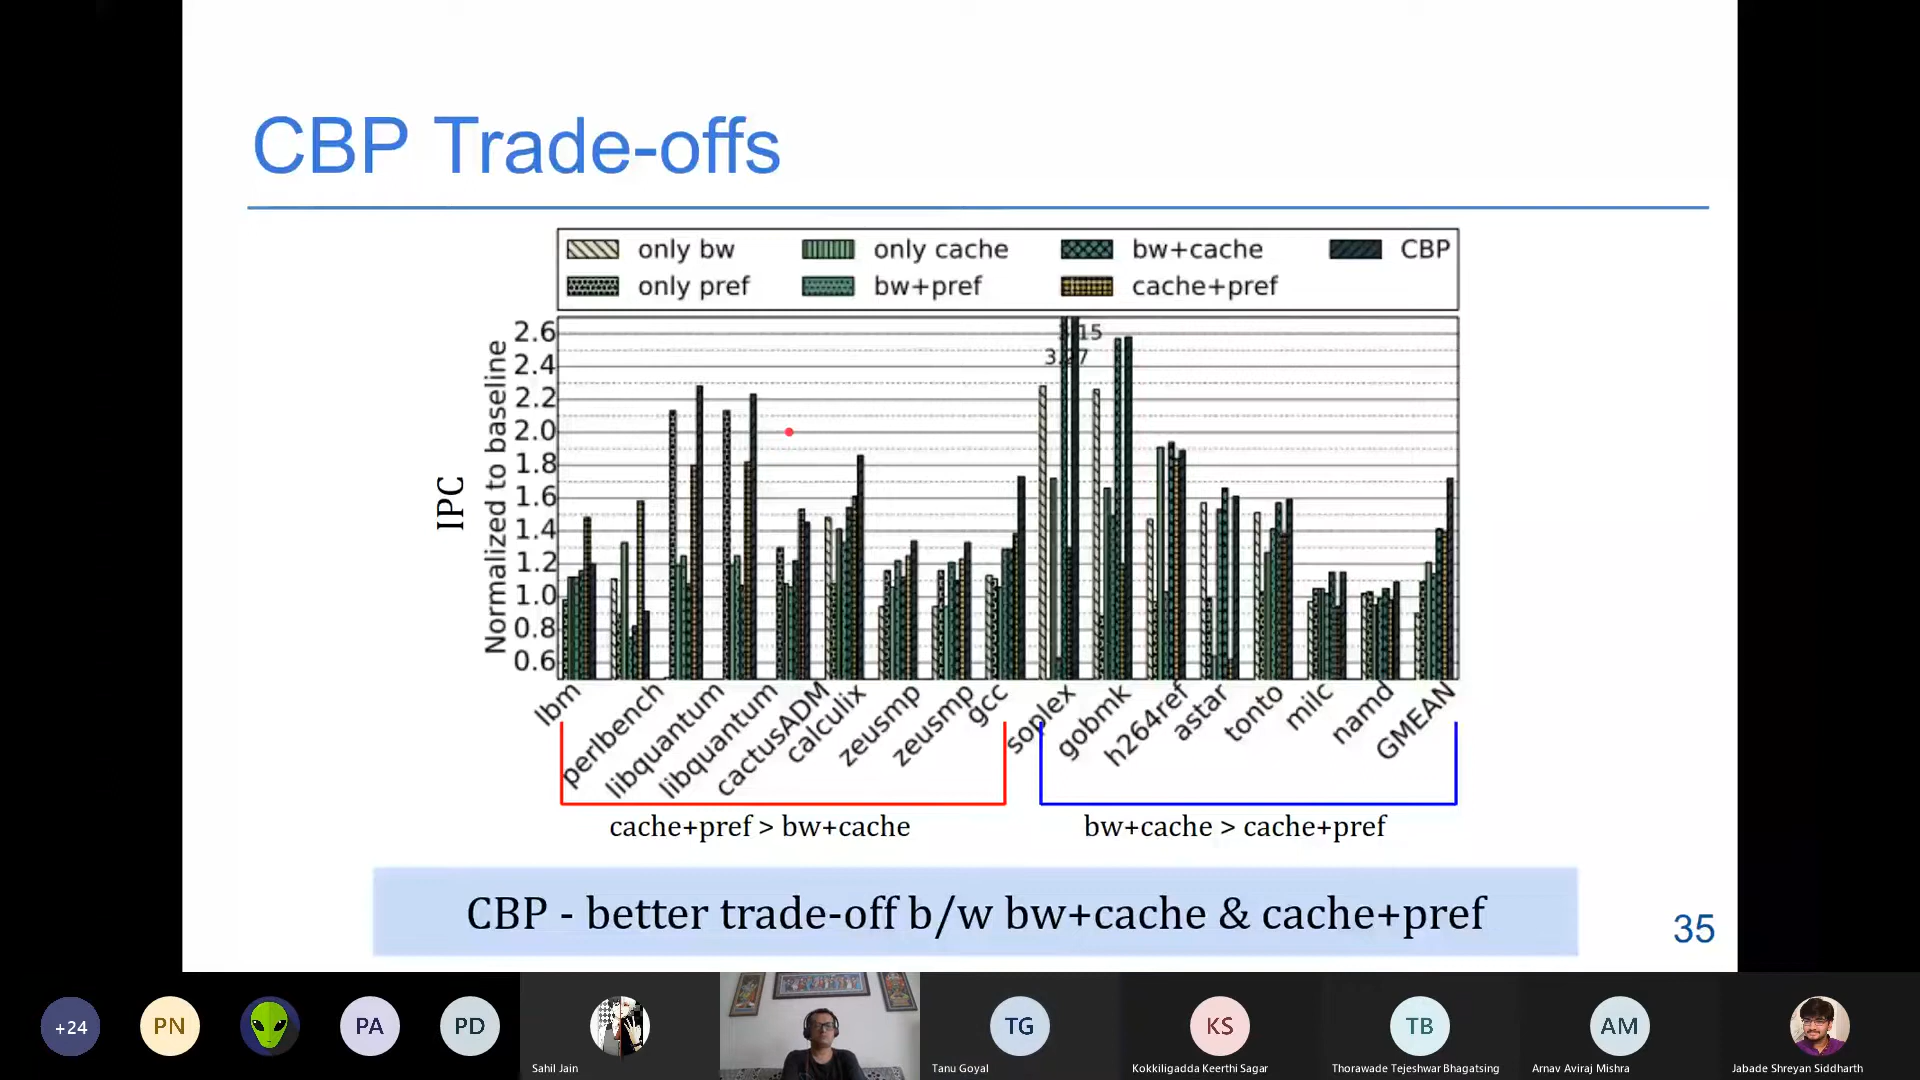 CBP Trade-offs
only bw only cache bw+cache CBP
only pref bw+pref cache+pref
IPC
Normalized to baseline
2.6
2.4
2.2
2.0
1.8
1.6
1.4
1.2
1.0
0.8
0.6
3.15
3.27
lbm
perlbench
libquantum
libquantum
cactusADM
calculix
zeusmp
zeusmp
gcc
soplex
gobmk
h264ref
astar
tonto
milc
namd
GMEAN
cache+pref > bw+cache
bw+cache > cache+pref
CBP - better trade-off b/w bw+cache & cache+pref
35
+24
PN
PA
PD
TG
KS
TB
AM
Sahil Jain
Tanu Goyal
Kokkiligadda Keerthi Sagar
Thorawade Tejeshwar Bhagatsing
Arnav Aviraj Mishra
Jabade Shreyan Siddharth